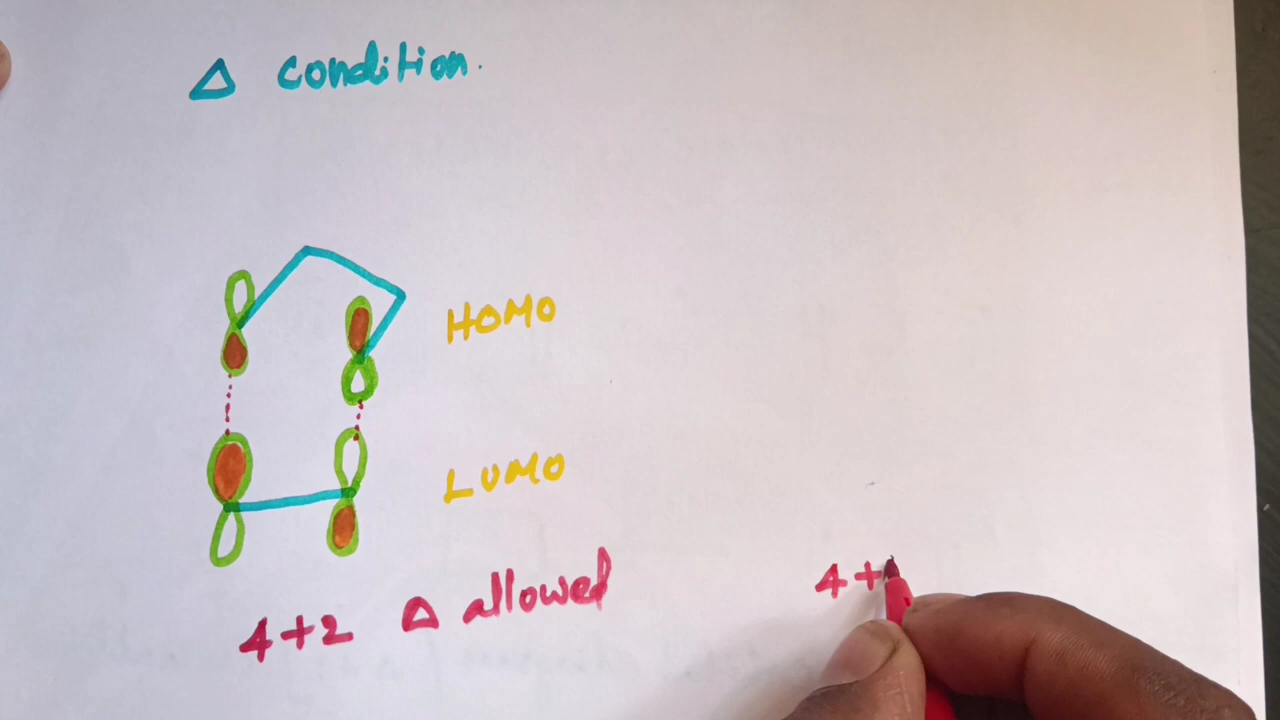 Δ condition.
HOMO
LUMO
4+2 Δ allowed
4+